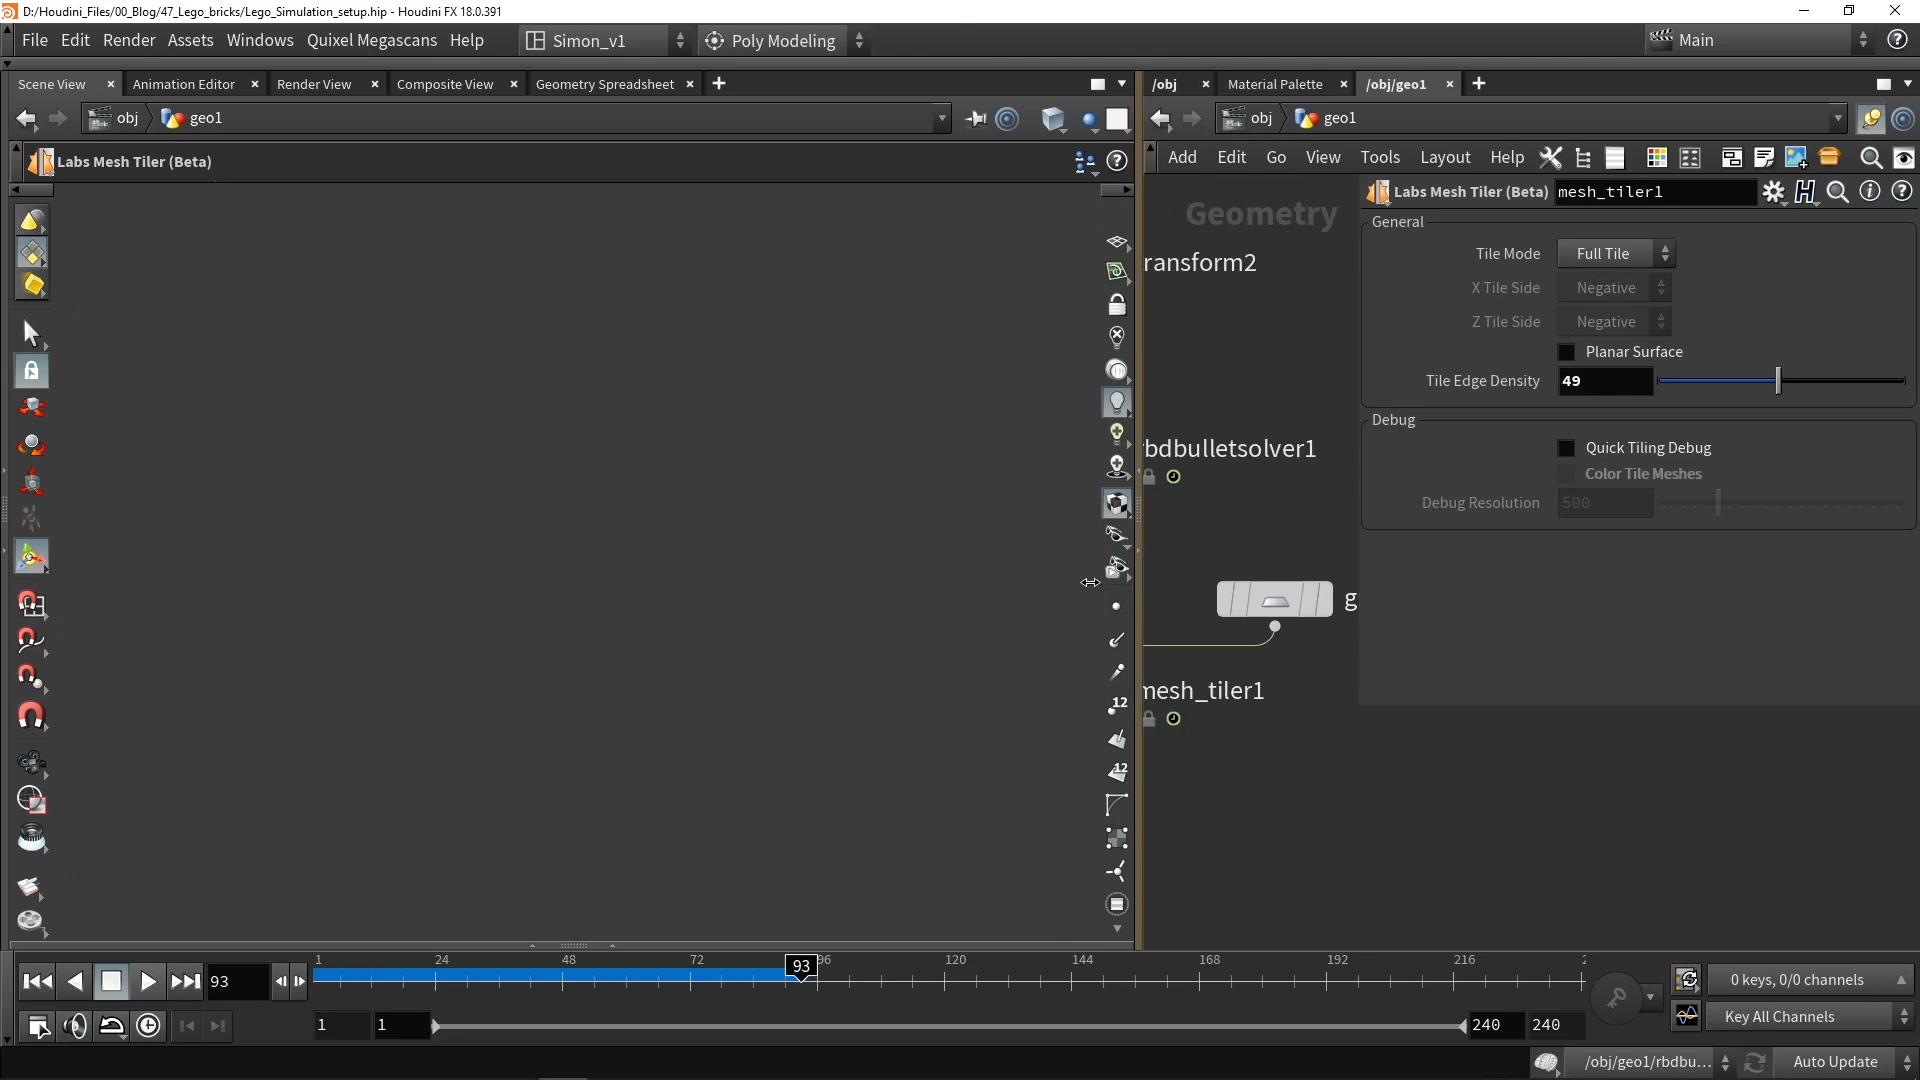 D:/Houdini_Files/00_Blog/47_Lego_bricks/Lego_Simulation_setup.hip - Houdini FX 18.0.391
File Edit Render Assets Windows Quixel Megascans Help Simon_v1 Poly Modeling Main
Scene View Animation Editor Render View Composite View Geometry Spreadsheet
/obj Material Palette /obj/geo1
obj geo1
obj geo1
Labs Mesh Tiler (Beta)
Add Edit Go View Tools Layout Help
Labs Mesh Tiler (Beta) mesh_tiler1
Geometry
General
Tile Mode Full Tile
X Tile Side Negative
Z Tile Side Negative
Planar Surface
Tile Edge Density 49
Debug
Quick Tiling Debug
Color Tile Meshes
Debug Resolution 500
ransform2
bdbulletsolver1
g
mesh_tiler1
12
12
93
1 24 48 72 93 96 120 144 168 192 216
0 keys, 0/0 channels
1 1 240 240
Key All Channels
/obj/geo1/rbdbu... Auto Update